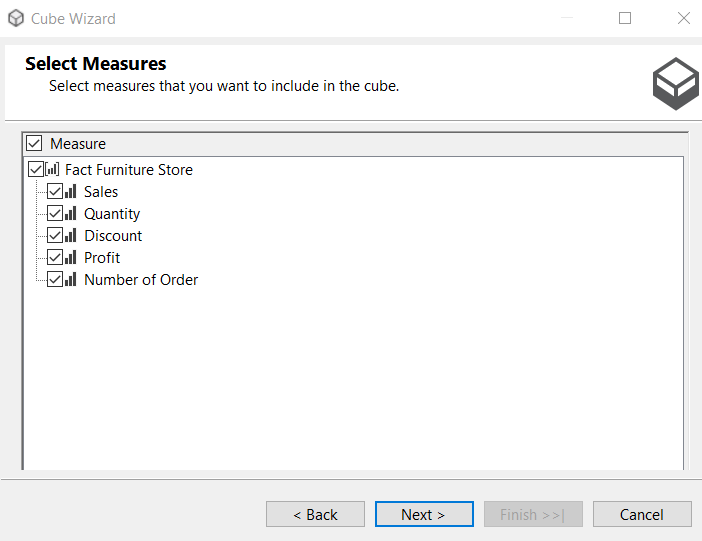 Cube Wizard
Select Measures
Select measures that you want to include in the cube.
Measure
Fact Furniture Store
Sales
Quantity
Discount
Profit
Number of Order
< Back Next > Finish >>| Cancel